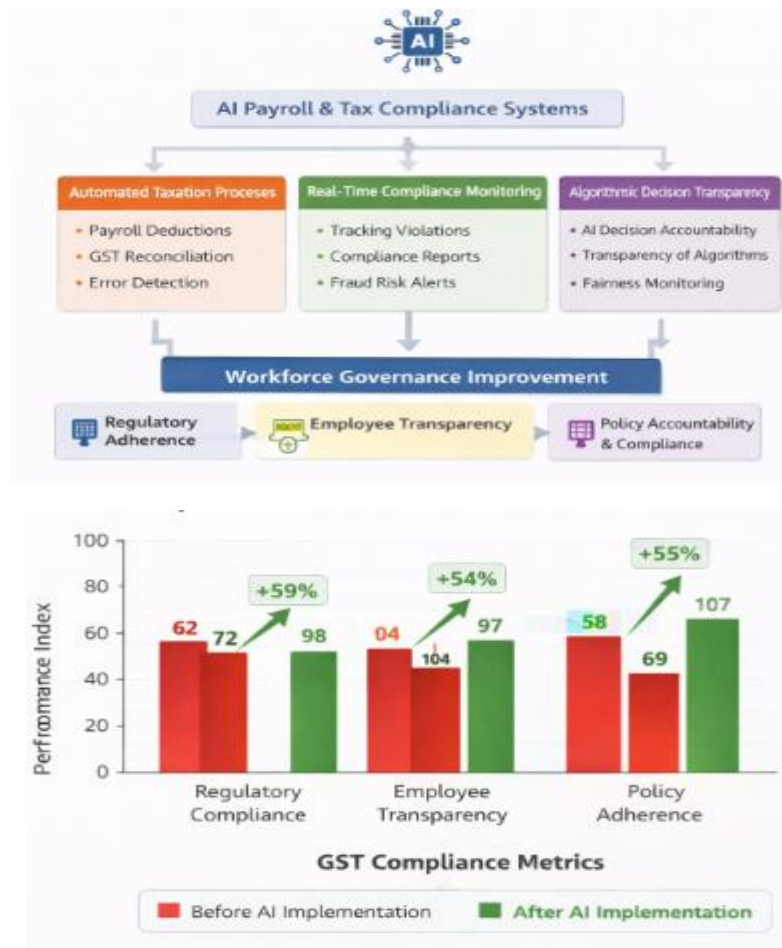 AI
AI Payroll & Tax Compliance Systems
Automated Taxation Proceses
• Payroll Deductions
• GST Reconciliation
• Error Detection
Real-Time Compliance Monitoring
• Tracking Violations
• Compliance Reports
• Fraud Risk Alerts
Algorithmic Decision Transparency
• AI Decision Accountability
• Transparency of Algorithms
• Fairness Monitoring
Workforce Governance Improvement
Regulatory
Adherence
Employee Transparency
Policy Accountability
& Compliance
Performance Index
100
80
60
40
20
0
62
72
+59%
98
04
104
+54%
97
58
69
+55%
107
Regulatory
Compliance
Employee
Transparency
Policy
Adherence
GST Compliance Metrics
Before AI Implementation
After AI Implementation